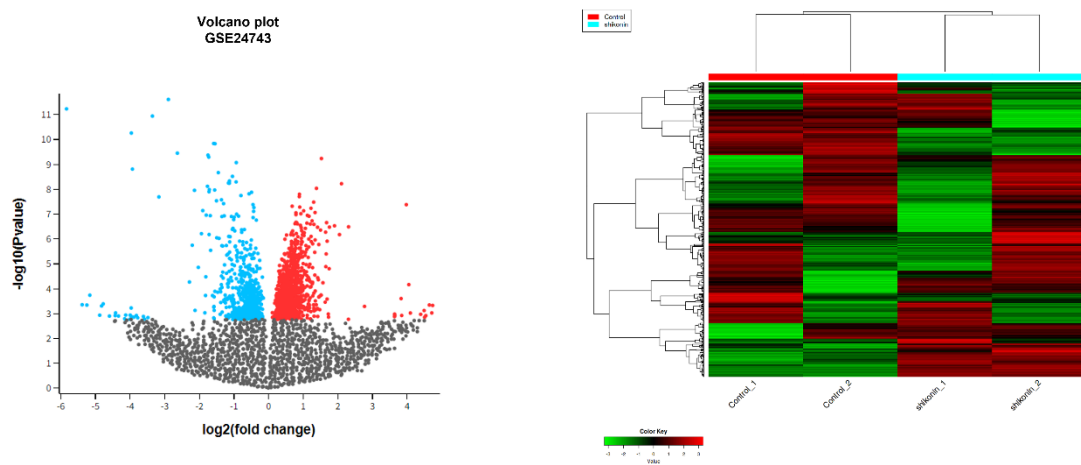 Volcano plot
GSE24743
-log10(Pvalue)
11
10
9
8
7
6
5
4
3
2
1
0
-6 -5 -4 -3 -2 -1 0 1 2 3 4
log2(fold change)
Control
shikonin
Control_1 Control_2 shikonin_1 shikonin_2
Color Key
Value